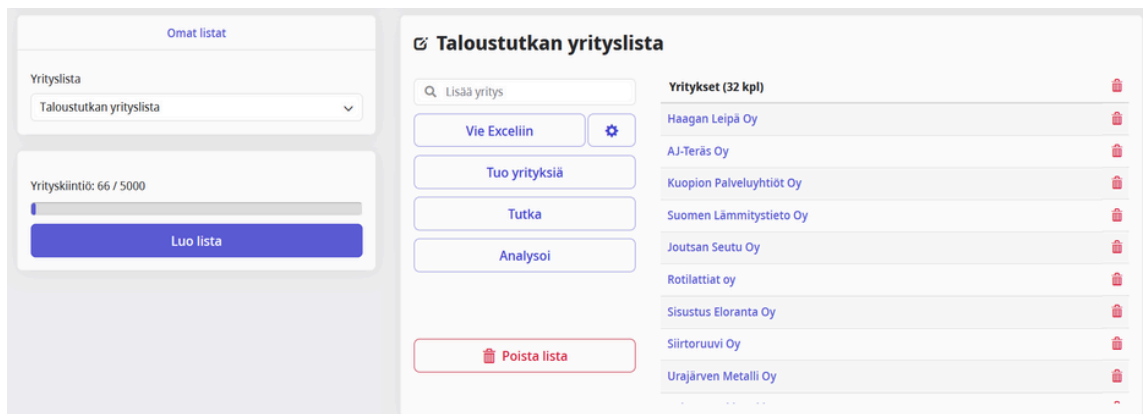 Omat listat
Yrityslista
Taloustutkan yrityslista
Yrityskiintiö: 66 / 5000
Luo lista
Taloustutkan yrityslista
Lisää yritys
Vie Exceliin
Tuo yrityksiä
Tutka
Analysoi
Poista lista
Yritykset (32 kpl)
Haagan Leipä Oy
AJ-Teräs Oy
Kuopion Palveluyhtiöt Oy
Suomen Lämmitystieto Oy
Joutsan Seutu Oy
Rotilattiat oy
Sisustus Eloranta Oy
Siirtoruuvi Oy
Urajärven Metalli Oy